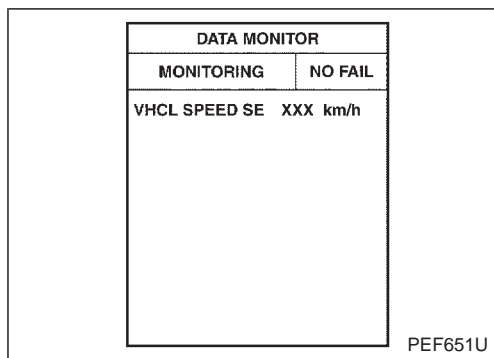 DATA MONITOR
MONITORING NO FAIL
VHCL SPEED SE XXX km/h
PEF651U